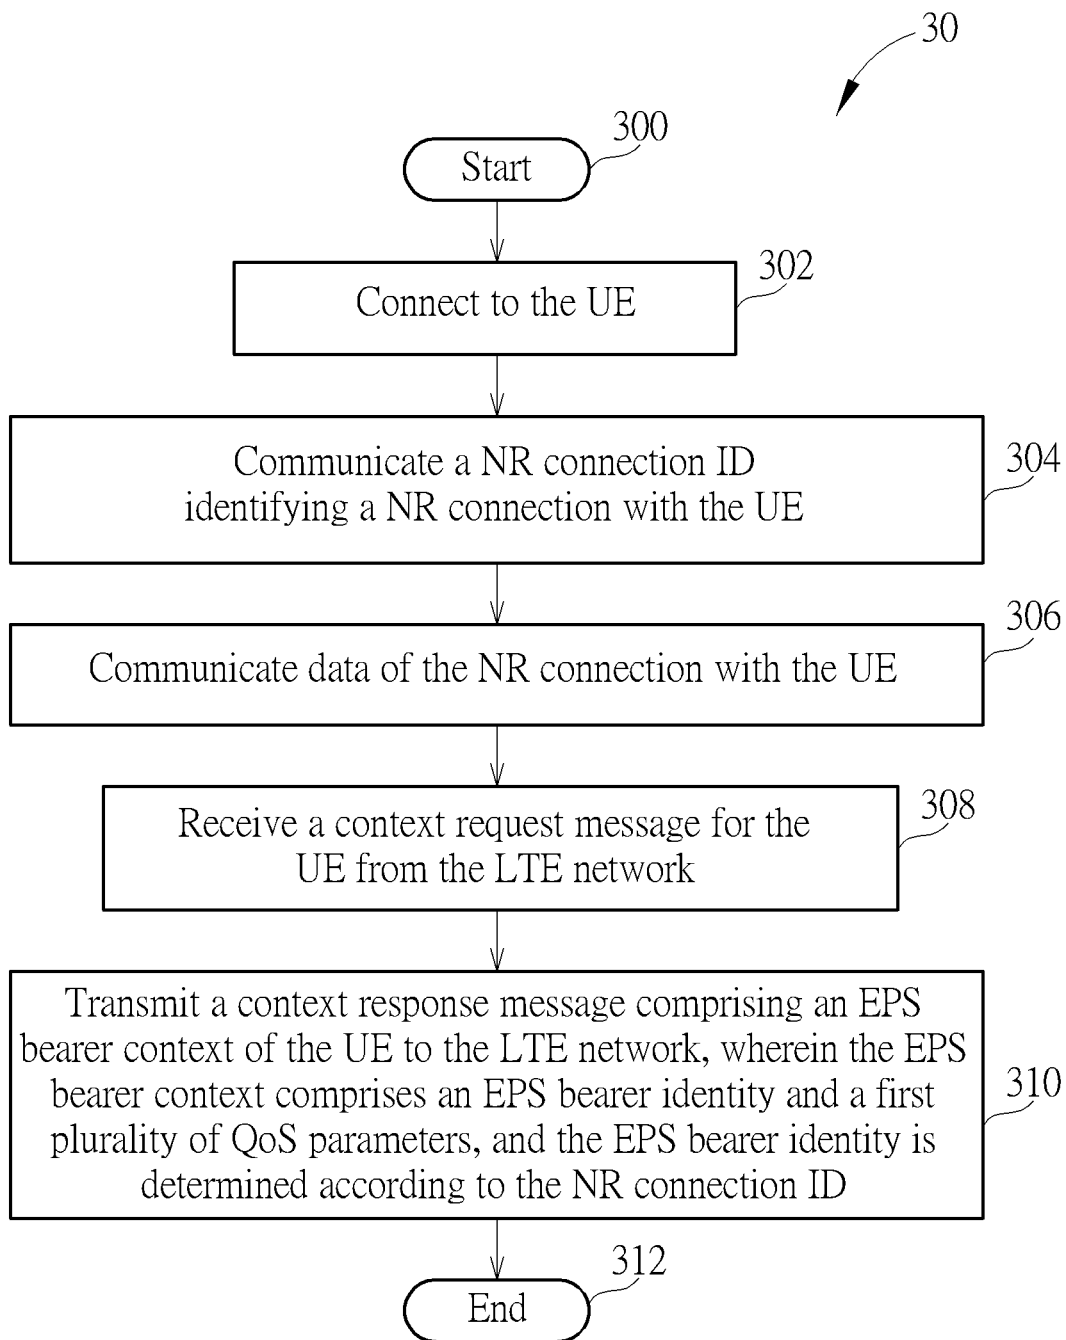 30
300
Start
302
Connect to the UE
304
Communicate a NR connection ID
identifying a NR connection with the UE
306
Communicate data of the NR connection with the UE
308
Receive a context request message for the
UE from the LTE network
Transmit a context response message comprising an EPS
bearer context of the UE to the LTE network, wherein the EPS
bearer context comprises an EPS bearer identity and a first
310
plurality of QoS parameters, and the EPS bearer identity is
determined according to the NR connection ID
312
End